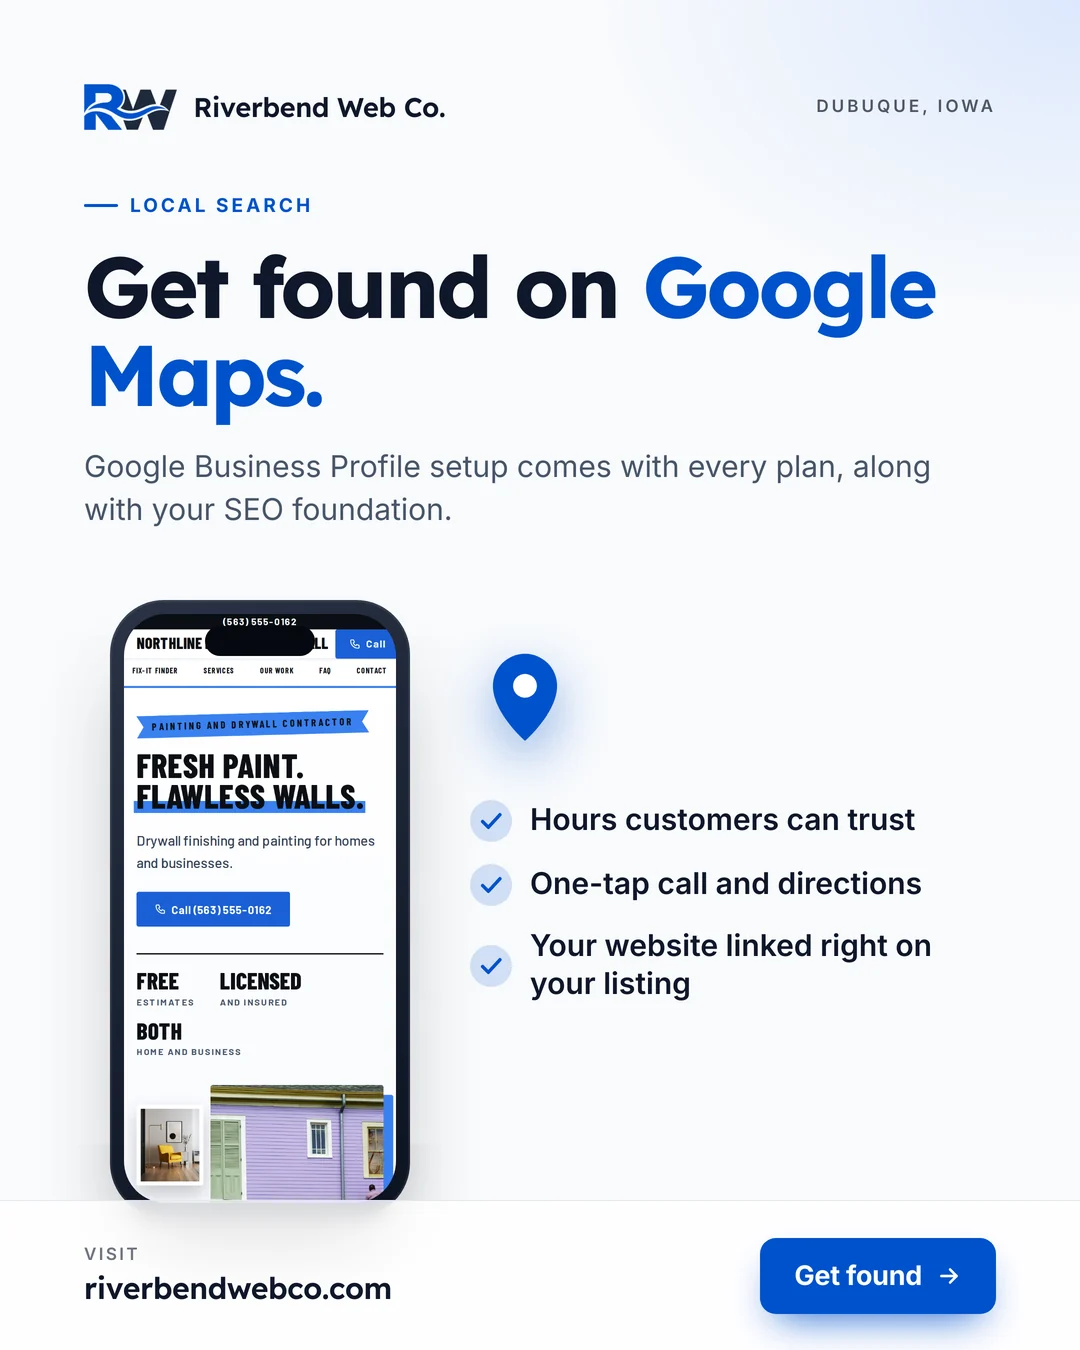 RW Riverbend Web Co.
DUBUQUE, IOWA
LOCAL SEARCH
Get found on Google
Maps.
Google Business Profile setup comes with every plan, along
with your SEO foundation.
(563) 555-0162
NORTHLINE
Call
FIX-IT FINDER SERVICES OUR WORK FAQ CONTACT
PAINTING AND DRYWALL CONTRACTOR
FRESH PAINT.
FLAWLESS WALLS.
Drywall finishing and painting for homes
and businesses.
Call (563) 555-0162
FREE
ESTIMATES
LICENSED
AND INSURED
BOTH
HOME AND BUSINESS
Hours customers can trust
One-tap call and directions
Your website linked right on
your listing
VISIT
riverbendwebco.com
Get found →